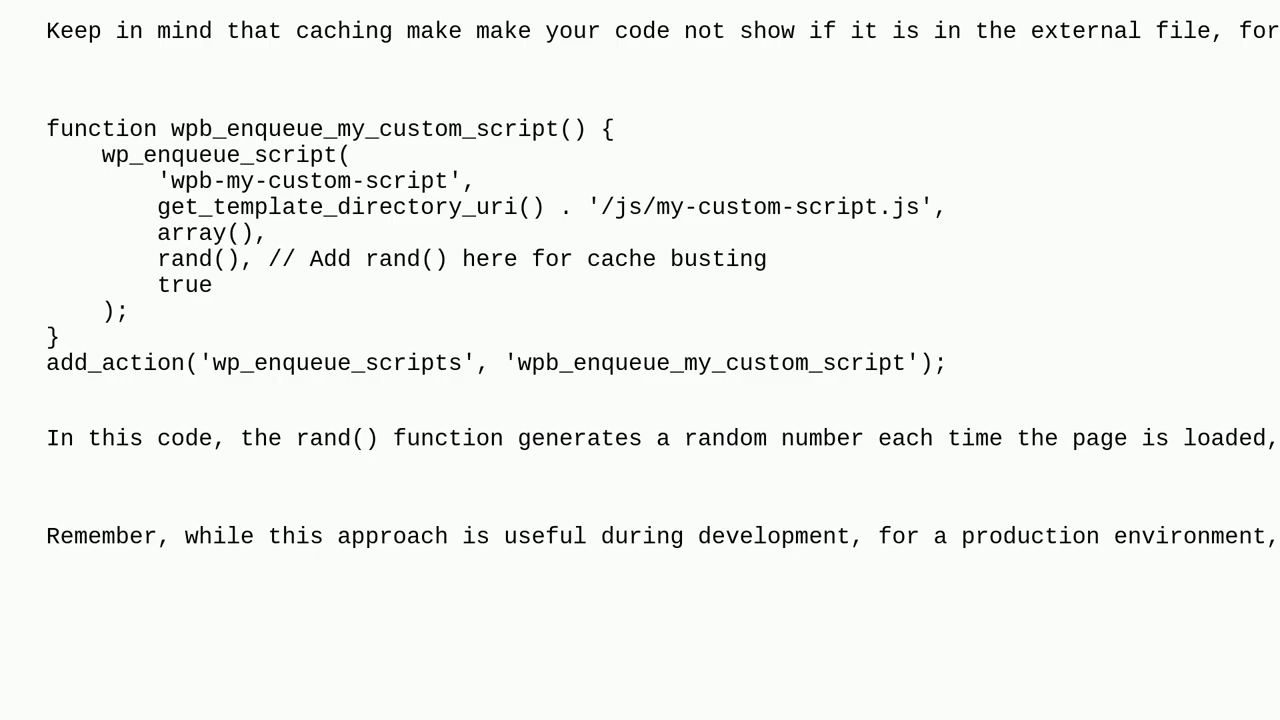 Keep in mind that caching make make your code not show if it is in the external file, for
function wpb_enqueue_my_custom_script() {
    wp_enqueue_script(
        'wpb-my-custom-script',
        get_template_directory_uri() . '/js/my-custom-script.js',
        array(),
        rand(), // Add rand() here for cache busting
        true
    );
}
add_action('wp_enqueue_scripts', 'wpb_enqueue_my_custom_script');
In this code, the rand() function generates a random number each time the page is loaded,
Remember, while this approach is useful during development, for a production environment,